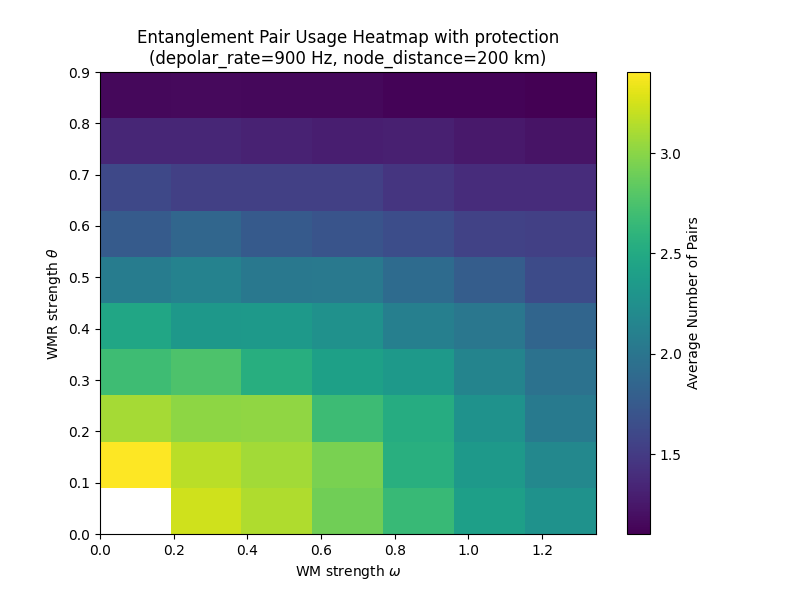 Entanglement Pair Usage Heatmap with protection
(depolar_rate=900 Hz, node_distance=200 km)
0.9
0.8
0.7
0.6
0.5
0.4
0.3
0.2
0.1
0.0
WMR strength θ
0.0 0.2 0.4 0.6 0.8 1.0 1.2
WM strength ω
3.0
2.5
2.0
1.5
Average Number of Pairs